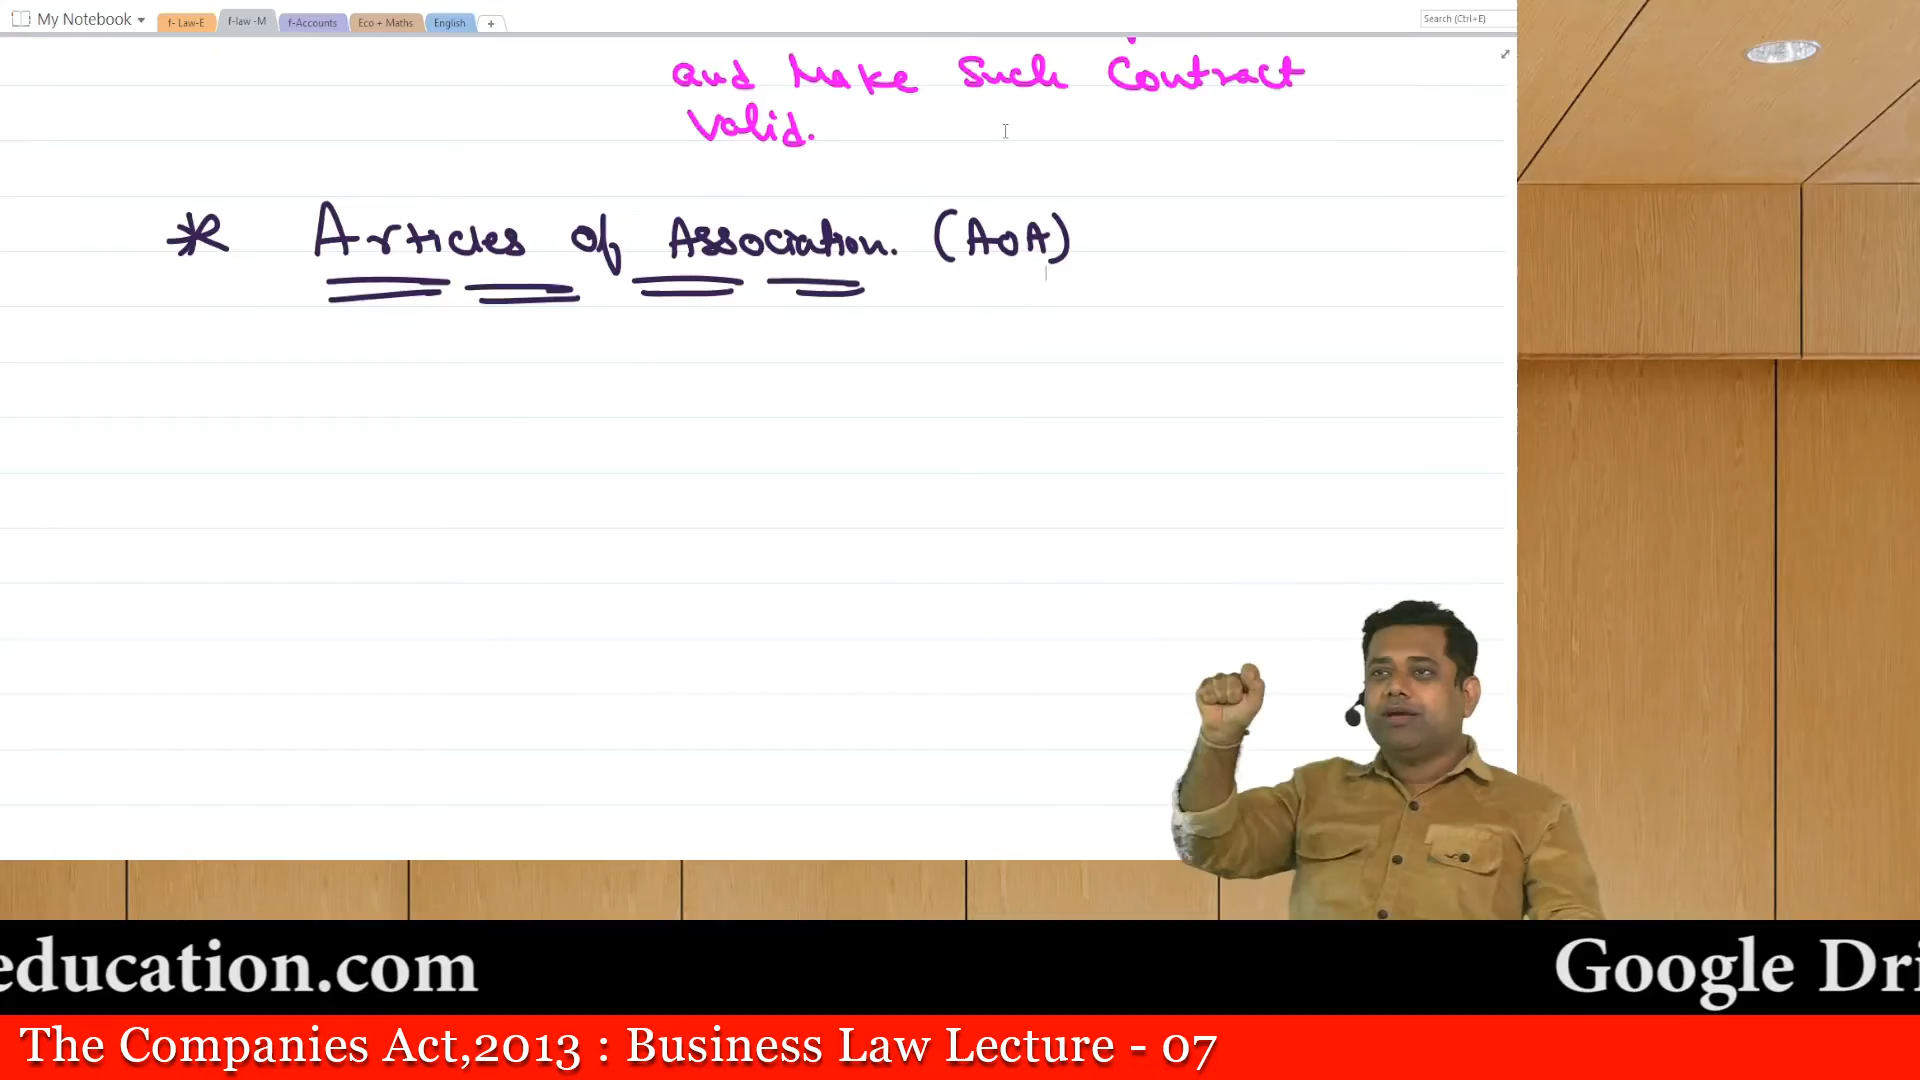 My Notebook
f- Law-E
f-law -M
f-Accounts
Eco + Maths
English
+
Search (Ctrl+E)
and Make Such Contract
Valid.
* Articles of Association. (AOA)
education.com
Google Dri
The Companies Act,2013 : Business Law Lecture - 07